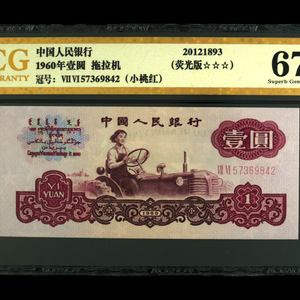 CG
RRANTY
中国人民银行
1960年壹圆 拖拉机
冠号: VII VI 57369842 (小桃红)
20121893
(荧光版☆☆☆)
67
Superb Gem
中国人民银行
壹圓
VII VI 57369842
YI
YUAN
1960
1